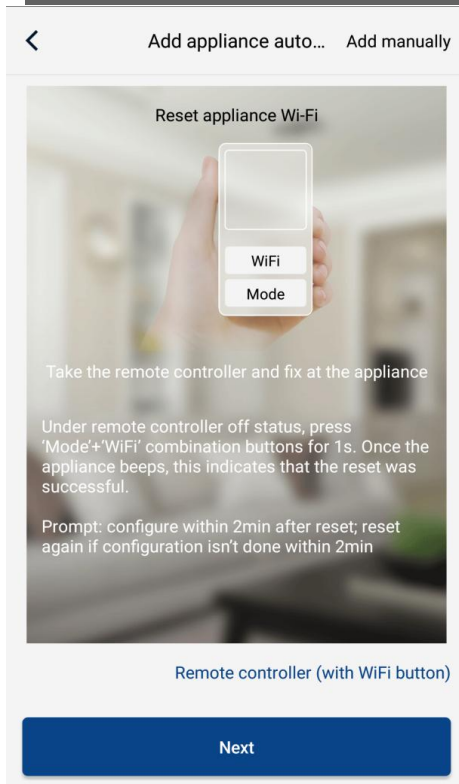 Add appliance auto... Add manually
Reset appliance Wi-Fi
WiFi
Mode
Take the remote controller and fix at the appliance
Under remote controller off status, press
'Mode'+'WiFi' combination buttons for 1s. Once the
appliance beeps, this indicates that the reset was
successful.
Prompt: configure within 2min after reset; reset
again if configuration isn't done within 2min
Remote controller (with WiFi button)
Next